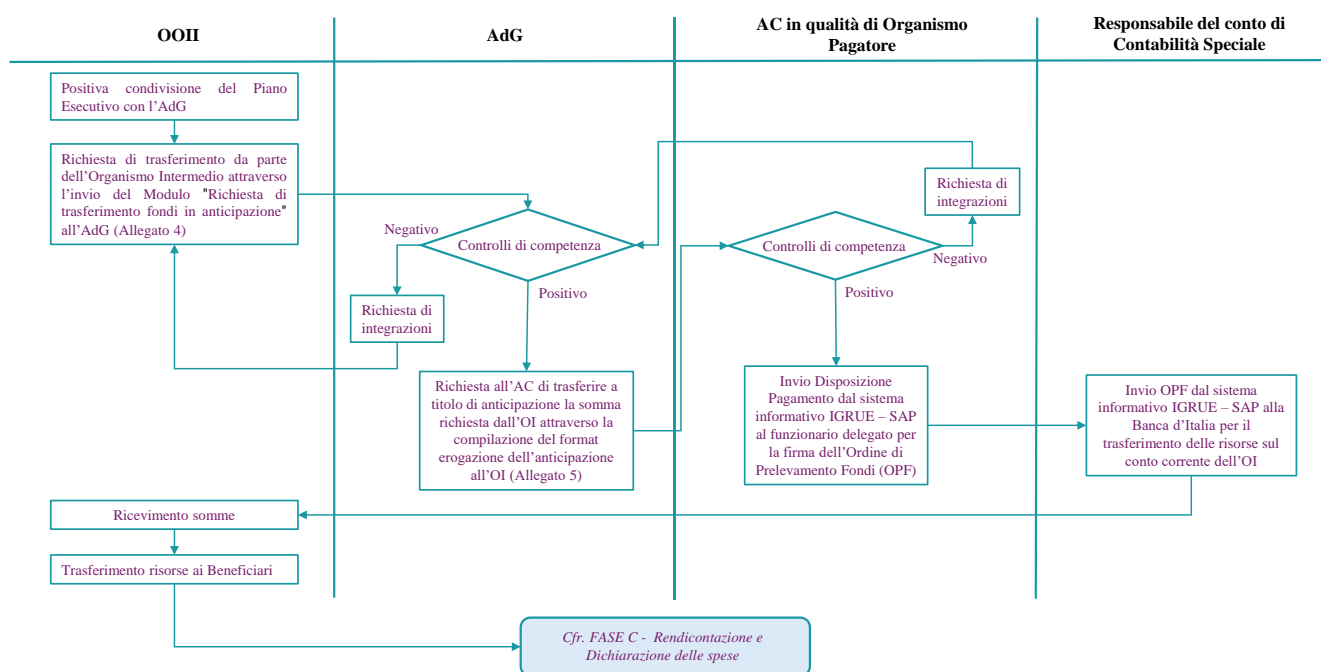 OOII
AdG
AC in qualità di Organismo
Pagatore
Responsabile del conto di
Contabilità Speciale
Positiva condivisione del Piano
Esecutivo con l'AdG
Richiesta di trasferimento da parte
dell'Organismo Intermedio attraverso
l'invio del Modulo "Richiesta di
trasferimento fondi in anticipazione"
all'AdG (Allegato 4)
Negativo
Controlli di competenza
Positivo
Richiesta di
integrazioni
Richiesta all'AC di trasferire a
titolo di anticipazione la somma
richiesta dall'OI attraverso la
compilazione del format
erogazione dell'anticipazione
all'OI (Allegato 5)
Richiesta di
integrazioni
Controlli di competenza
Negativo
Positivo
Invio Disposizione
Pagamento dal sistema
informativo IGRUE – SAP
al funzionario delegato per
la firma dell'Ordine di
Prelevamento Fondi (OPF)
Invio OPF dal sistema
informativo IGRUE – SAP alla
Banca d'Italia per il
trasferimento delle risorse sul
conto corrente dell'OI
Ricevimento somme
Trasferimento risorse ai Beneficiari
Cfr. FASE C - Rendicontazione e
Dichiarazione delle spese